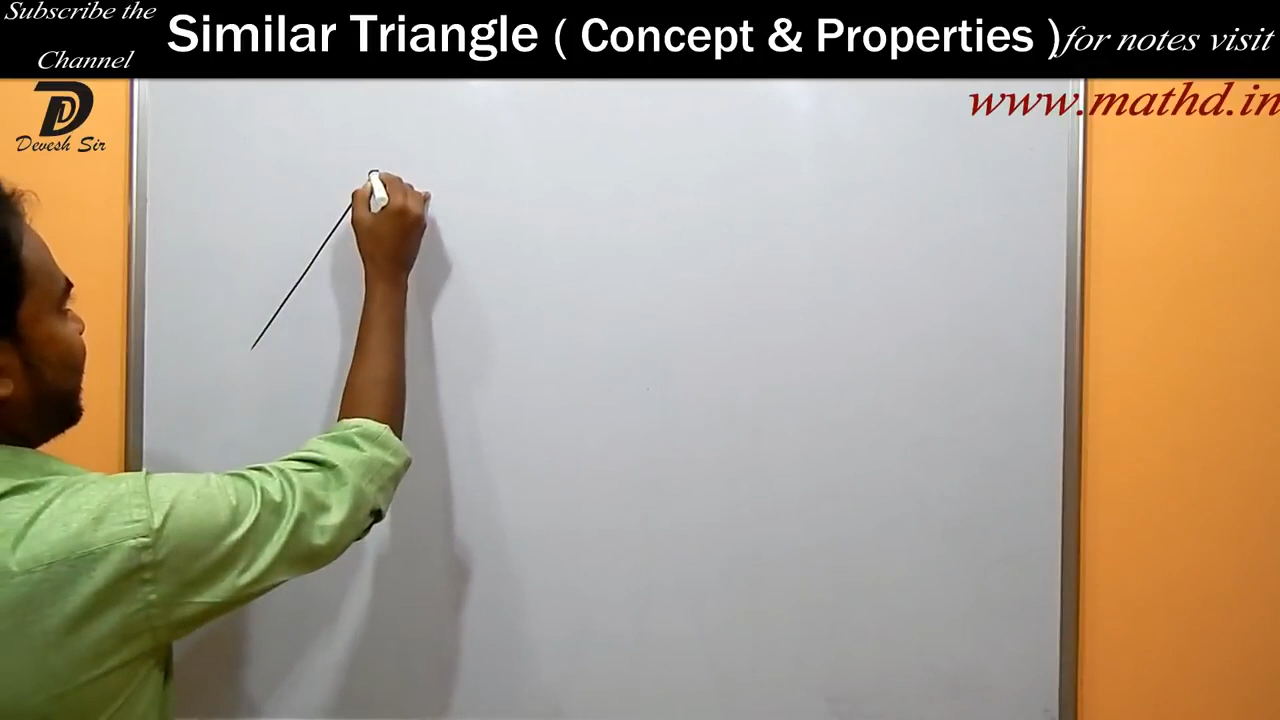 Subscribe the
Channel
Similar Triangle ( Concept & Properties )
for notes visit
www.mathd.in
Devesh Sir